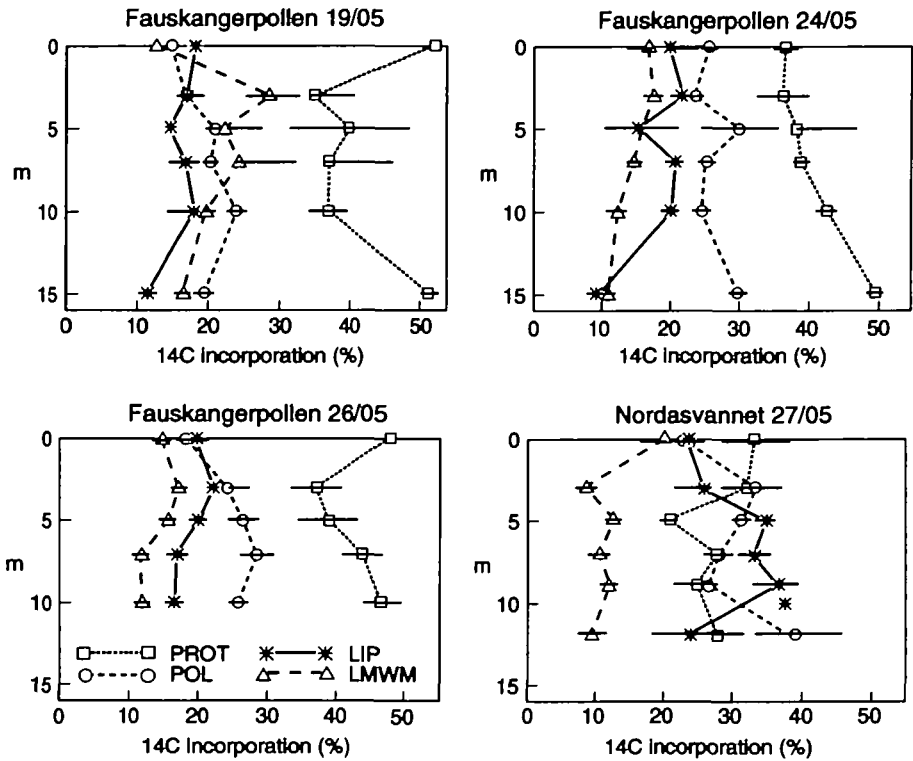 Fauskangerpollen 19/05
0
5
m
10
15
0 10 20 30 40 50
14C Incorporation (%)
Fauskangerpollen 24/05
0
5
m
10
15
0 10 20 30 40 50
14C Incorporation (%)
Fauskangerpollen 26/05
0
5
m
10
15
PROT LIP
POL LMWM
0 10 20 30 40 50
14C Incorporation (%)
Nordasvannet 27/05
0
5
m
10
15
0 10 20 30 40 50
14C Incorporation (%)